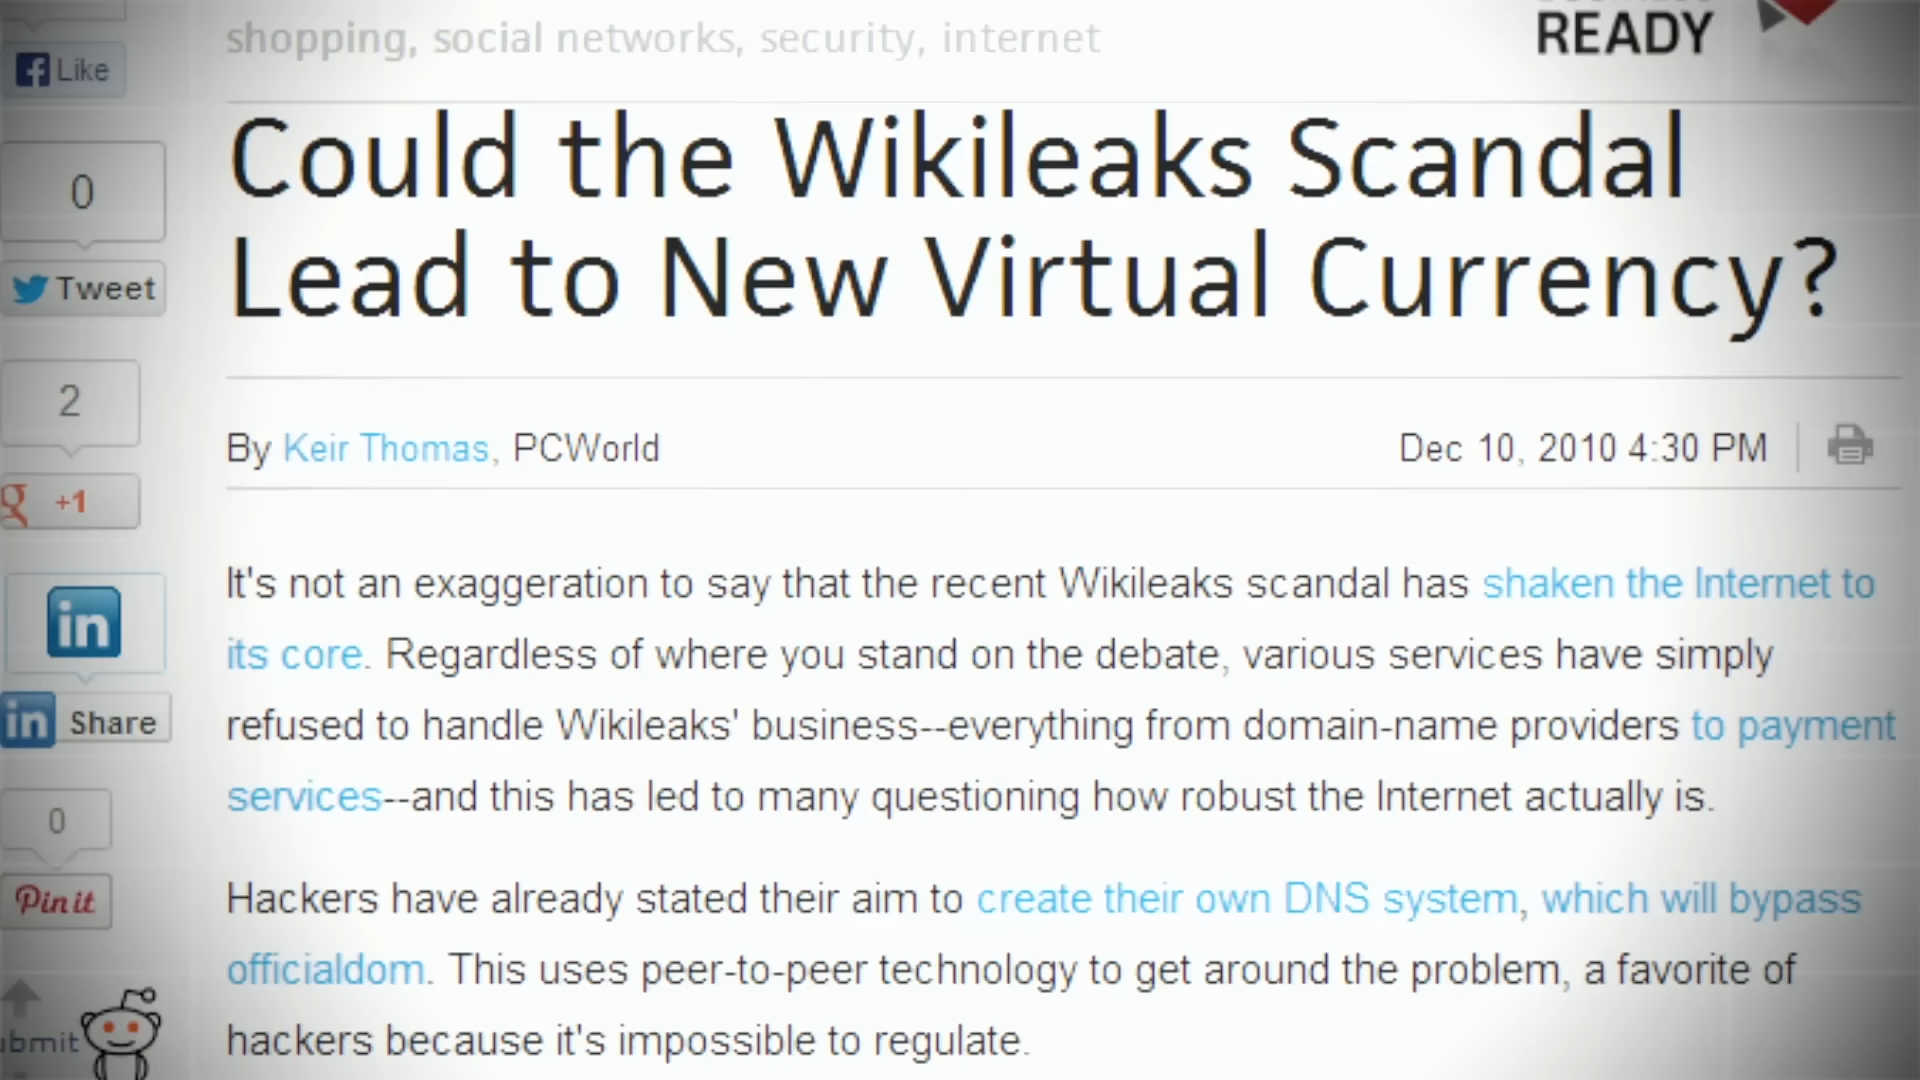 shopping, social networks, security, internet
READY
Like
Could the Wikileaks Scandal
Lead to New Virtual Currency?
0
Tweet
2
By Keir Thomas, PCWorld
Dec 10, 2010 4:30 PM
+1
in
in Share
It's not an exaggeration to say that the recent Wikileaks scandal has shaken the Internet to
its core. Regardless of where you stand on the debate, various services have simply
refused to handle Wikileaks' business--everything from domain-name providers to payment
services--and this has led to many questioning how robust the Internet actually is.
0
Pin it
Hackers have already stated their aim to create their own DNS system, which will bypass
officialdom. This uses peer-to-peer technology to get around the problem, a favorite of
hackers because it's impossible to regulate.